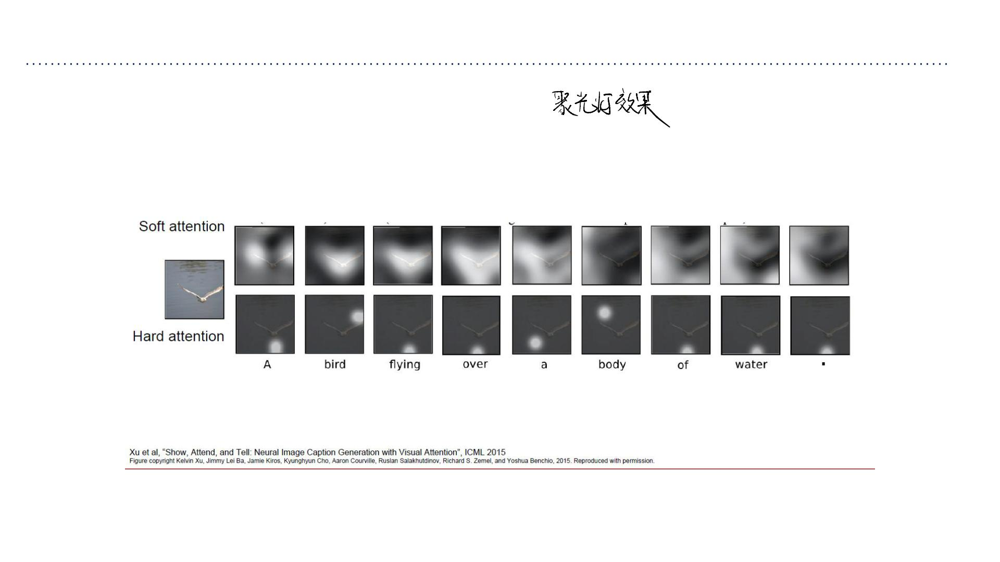 聚光灯效果
Soft attention
Hard attention
A bird flying over a body of water .
Xu et al, “Show, Attend, and Tell: Neural Image Caption Generation with Visual Attention”, ICML 2015
Figure copyright Kelvin Xu, Jimmy Lei Ba, Jamie Kiros, Kyunghyun Cho, Aaron Courville, Ruslan Salakhutdinov, Richard S. Zemel, and Yoshua Benchio, 2015. Reproduced with permission.